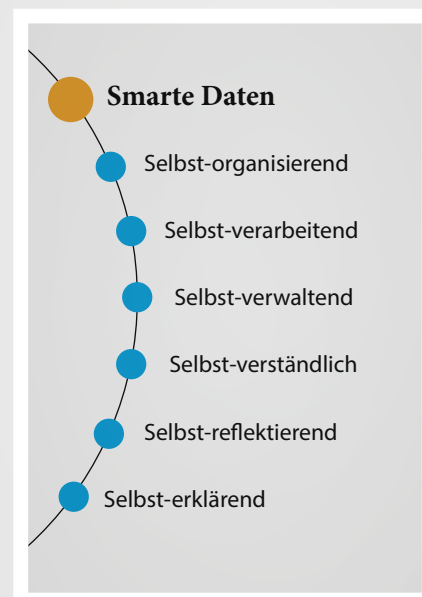 Smarte Daten
Selbst-organisierend
Selbst-verarbeitend
Selbst-verwaltend
Selbst-verständlich
Selbst-reflektierend
Selbst-erklärend